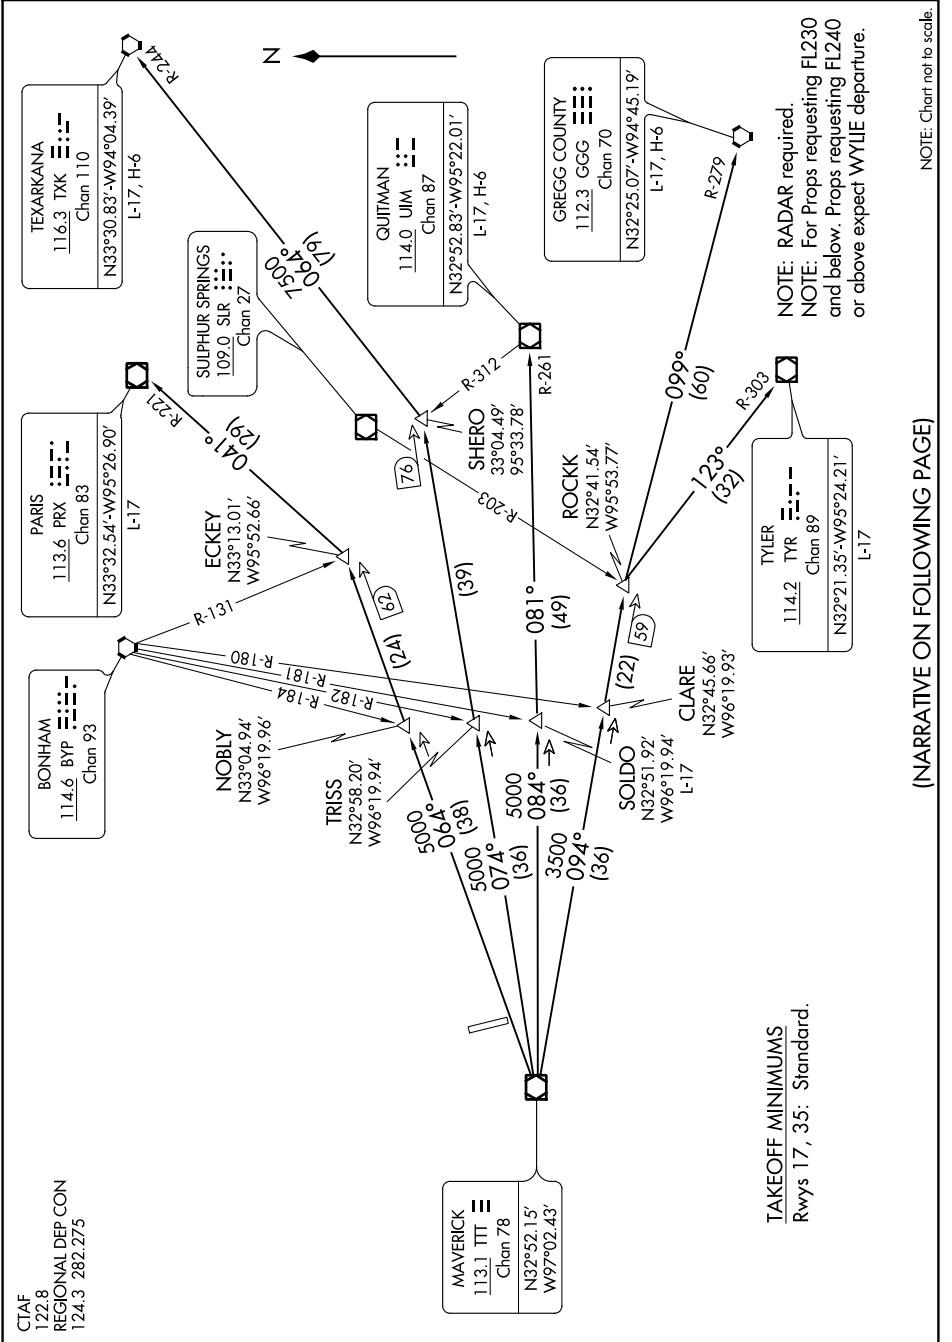 CTAF
122.8
REGIONAL DEP CON
124.3 282.275
TEXARKANA
116.3 TXK
Chan 110
N33°30.83'-W94°04.39'
L-17, H-6
R-244
N
PARIS
113.6 PRX
Chan 83
N33°32.54'-W95°26.90'
L-17
R-221
SULPHUR SPRINGS
109.0 SLR
Chan 27
QUITMAN
114.0 UIM
Chan 87
N32°52.83'-W95°22.01'
L-17, H-6
GREGG COUNTY
112.3 GGG
Chan 70
N32°25.07'-W94°45.19'
L-17, H-6
R-279
BONHAM
114.6 BYP
Chan 93
R-131
R-180
R-181
R-182
R-184
ECKEY
N33°13.01'
W95°52.66'
041°
(29)
7500
064°
(79)
SHERO
33°04.49'
95°33.78'
R-312
R-261
R-203
76
62
(24)
(39)
NOBLY
N33°04.94'
W96°19.96'
TRISS
N32°58.20'
W96°19.94'
ROCKK
N32°41.54'
W95°53.77'
081°
(49)
099°
(60)
123°
(32)
R-303
59
(22)
CLARE
N32°45.66'
W96°19.93'
SOLDO
N32°51.92'
W96°19.94'
L-17
5000
064°
(38)
5000
074°
(36)
5000
084°
(36)
3500
094°
(36)
TYLER
114.2 TYR
Chan 89
N32°21.35'-W95°24.21'
L-17
MAVERICK
113.1 TTT
Chan 78
N32°52.15'
W97°02.43'
NOTE: RADAR required.
NOTE: For Props requesting FL230
and below. Props requesting FL240
or above expect WYLIE departure.
TAKEOFF MINIMUMS
Rwys 17, 35: Standard.
(NARRATIVE ON FOLLOWING PAGE)
NOTE: Chart not to scale.